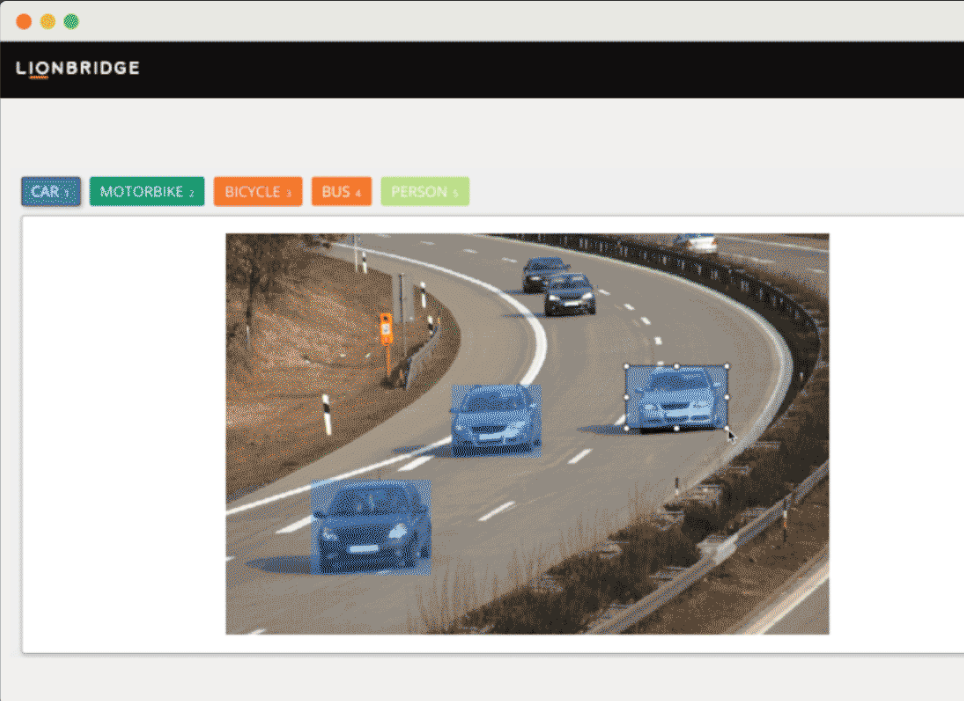 LIONBRIDGE
CAR 1 MOTORBIKE 2 BICYCLE 3 BUS 4 PERSON 5